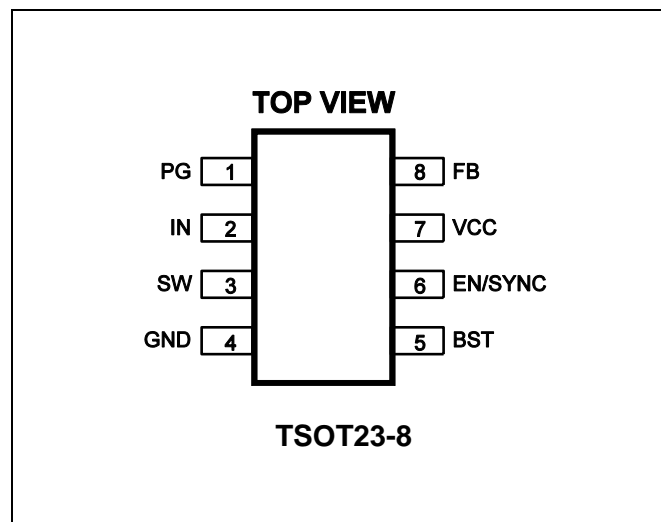 TOP VIEW
PG 1 8 FB
IN 2 7 VCC
SW 3 6 EN/SYNC
GND 4 5 BST
TSOT23-8